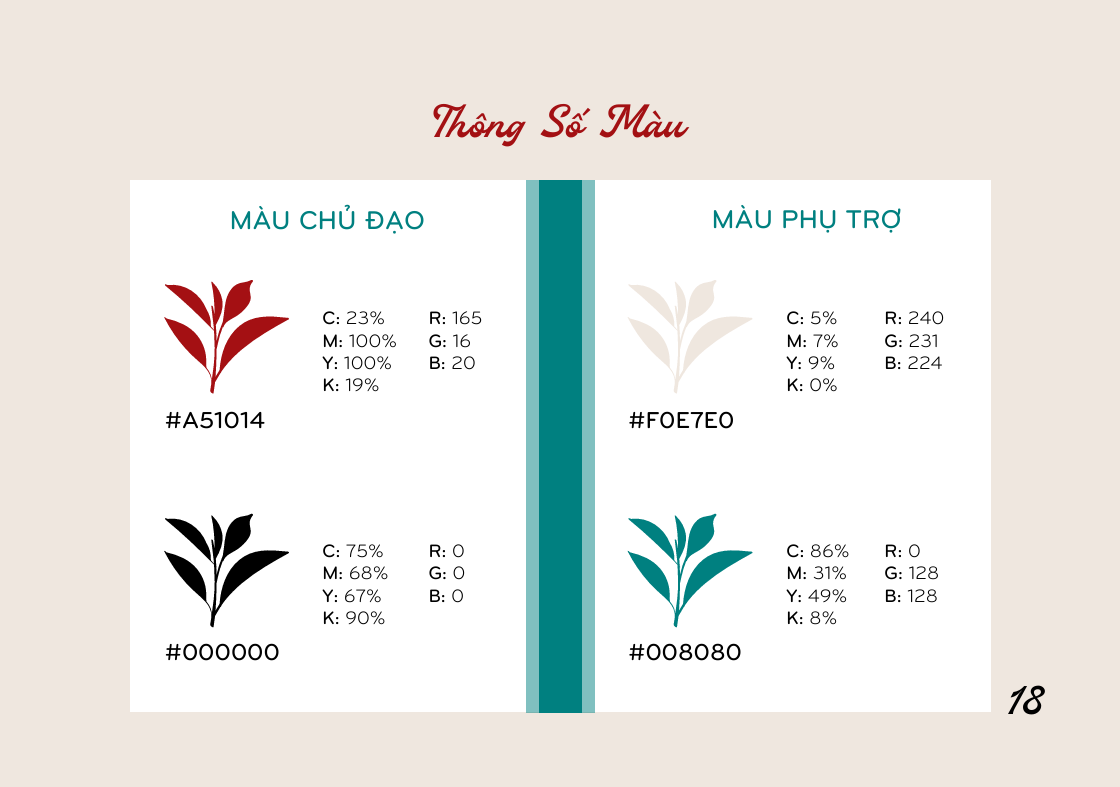 Thông Số Màu
MÀU CHỦ ĐẠO
C: 23%
M: 100%
Y: 100%
K: 19%
R: 165
G: 16
B: 20
#A51014
C: 75%
M: 68%
Y: 67%
K: 90%
R: 0
G: 0
B: 0
#000000
MÀU PHỤ TRỢ
C: 5%
M: 7%
Y: 9%
K: 0%
R: 240
G: 231
B: 224
#F0E7E0
C: 86%
M: 31%
Y: 49%
K: 8%
R: 0
G: 128
B: 128
#008080
18